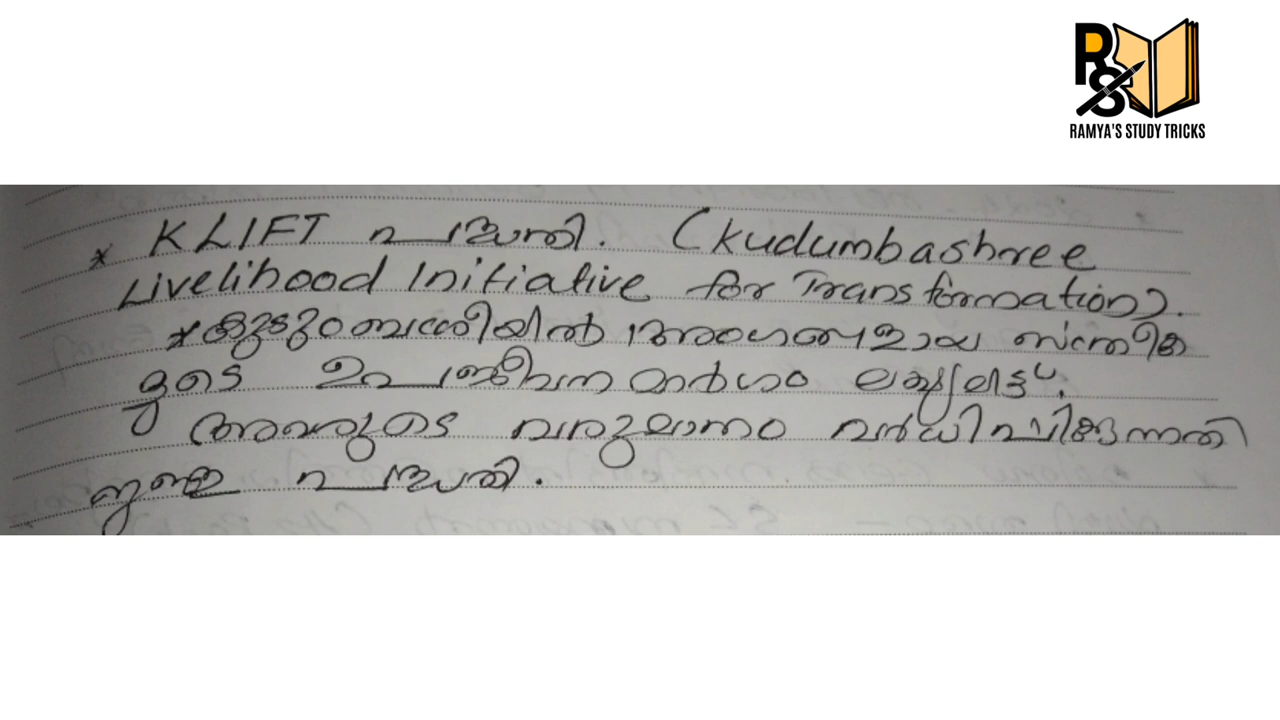 RS
RAMYA'S STUDY TRICKS
* KLIFT പദ്ധതി. (Kudumbashree
Livelihood Initiative for Transformation).
* കുടുംബശ്രീയിൽ അംഗങ്ങളായ സ്ത്രീക
ളുടെ ഉപജീവന മാർഗം ലക്ഷ്യമിട്ട്.
അവരുടെ വരുമാനം വർധിപ്പിക്കുന്നതി
നുള്ള പദ്ധതി.